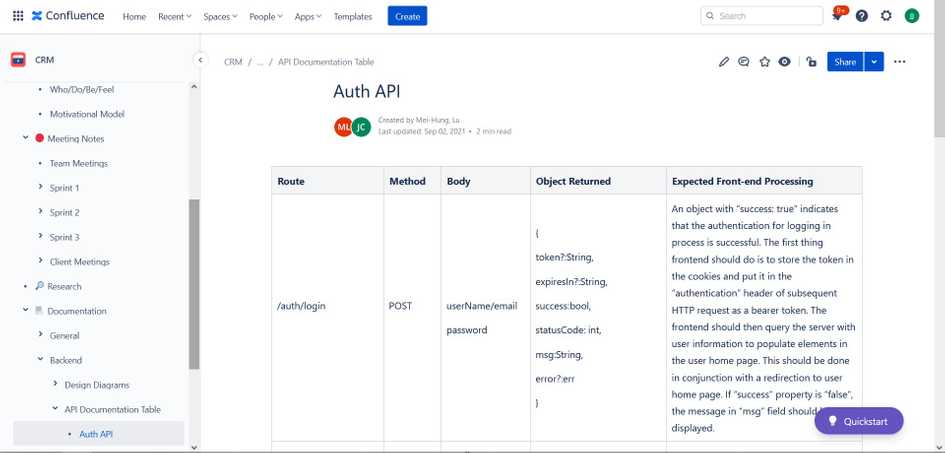 Confluence Home Recent Spaces People Apps Templates Create Search 9+
CRM
Who/Do/Be/Feel
Motivational Model
Meeting Notes
Team Meetings
Sprint 1
Sprint 2
Sprint 3
Client Meetings
Research
Documentation
General
Backend
Design Diagrams
API Documentation Table
Auth API
CRM / ... / API Documentation Table
Share
Auth API
ML JC
Created by Mei-Hung, Lu
Last updated: Sep 02, 2021 • 2 min read
Route Method Body Object Returned Expected Front-end Processing
/auth/login
POST
userName/email
password
{
token?:String,
expiresIn?:String,
success:bool,
statusCode: int,
msg:String,
error?:err
}
An object with "success: true" indicates
that the authentication for logging in
process is successful. The first thing
frontend should do is to store the token in
the cookies and put it in the
"authentication" header of subsequent
HTTP request as a bearer token. The
frontend should then query the server with
user information to populate elements in
the user home page. This should be done
in conjunction with a redirection to user
home page. If "success" property is "false",
the message in "msg" field should
displayed.
Quickstart